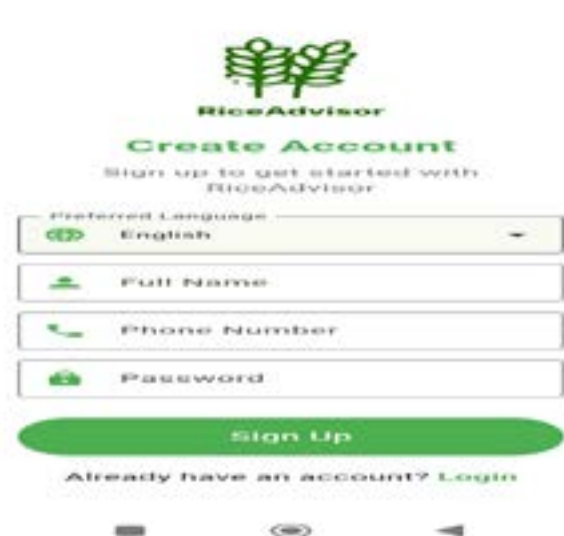 RiceAdvisor
Create Account
Sign up to get started with
RiceAdvisor
Preferred Language
English
Full Name
Phone Number
Password
Sign Up
Already have an account? Login